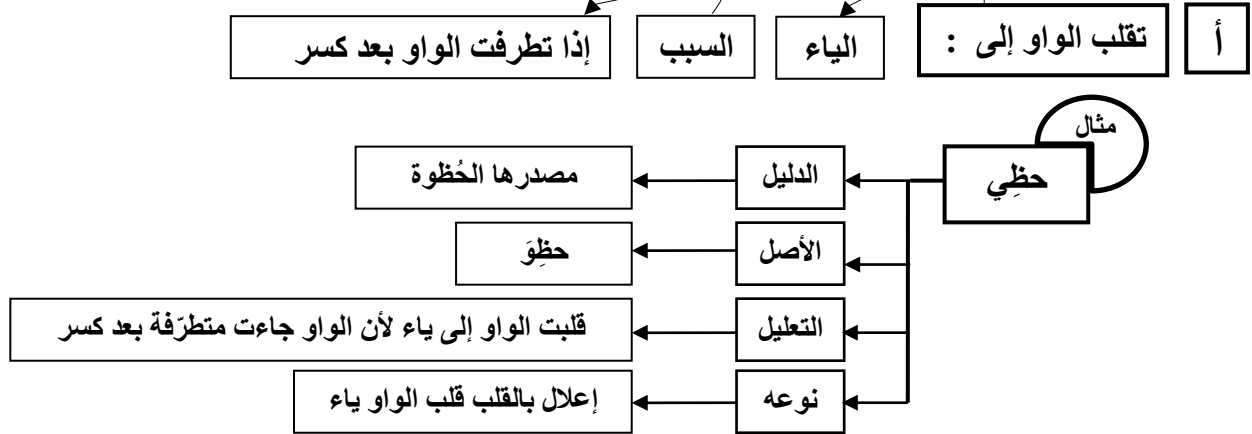 أ تقلب الواو إلى : الياء السبب إذا تطرفت الواو بعد كسر
مثال
حظِي
الدليل مصدرها الحُظوة
الأصل حظِوَ
التعليل قلبت الواو إلى ياء لأن الواو جاءت متطرّفة بعد كسر
نوعه إعلال بالقلب قلب الواو ياء